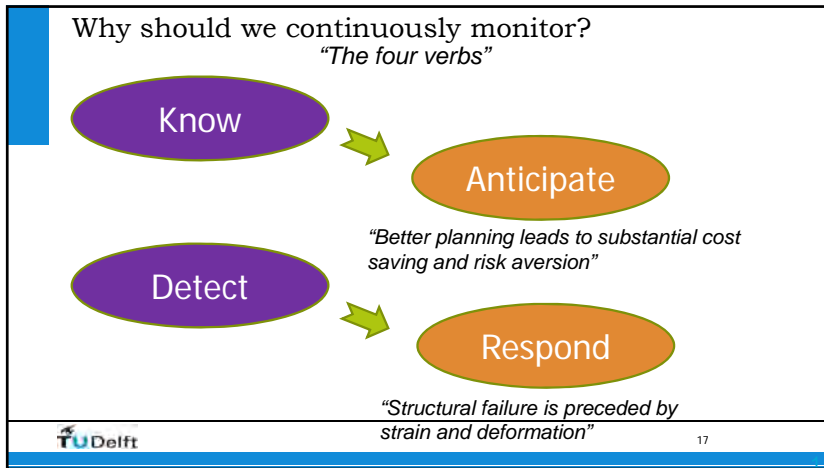 Why should we continuously monitor?
“The four verbs”
Know
Anticipate
“Better planning leads to substantial cost
saving and risk aversion”
Detect
Respond
“Structural failure is preceded by
strain and deformation”
TUDelft
17